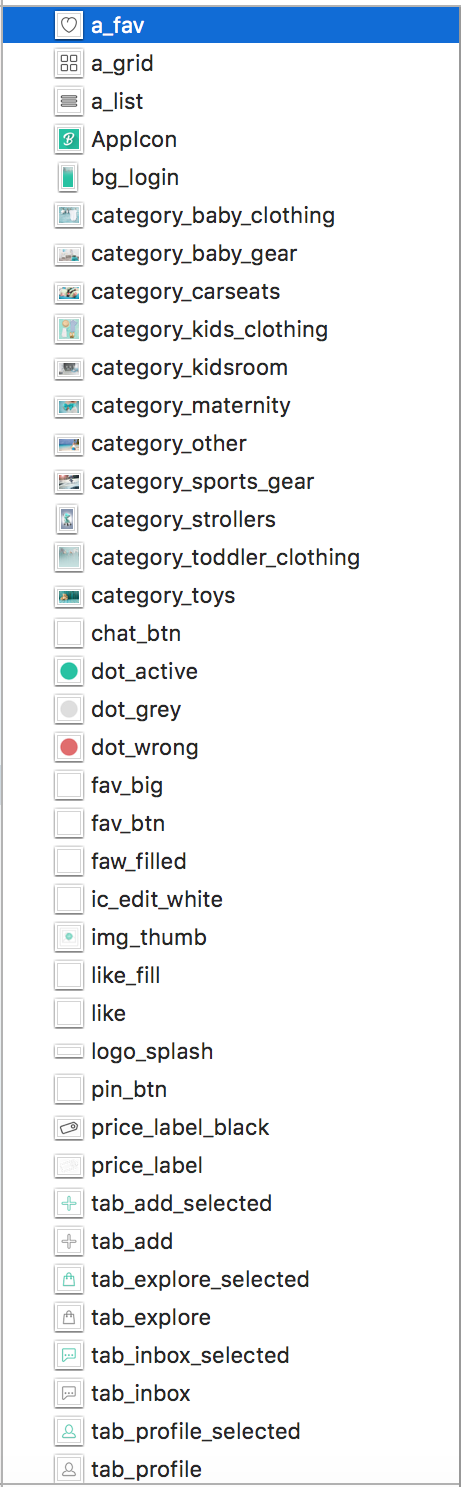 a_fav
a_grid
a_list
AppIcon
bg_login
category_baby_clothing
category_baby_gear
category_carseats
category_kids_clothing
category_kidsroom
category_maternity
category_other
category_sports_gear
category_strollers
category_toddler_clothing
category_toys
chat_btn
dot_active
dot_grey
dot_wrong
fav_big
fav_btn
faw_filled
ic_edit_white
img_thumb
like_fill
like
logo_splash
pin_btn
price_label_black
price_label
tab_add_selected
tab_add
tab_explore_selected
tab_explore
tab_inbox_selected
tab_inbox
tab_profile_selected
tab_profile